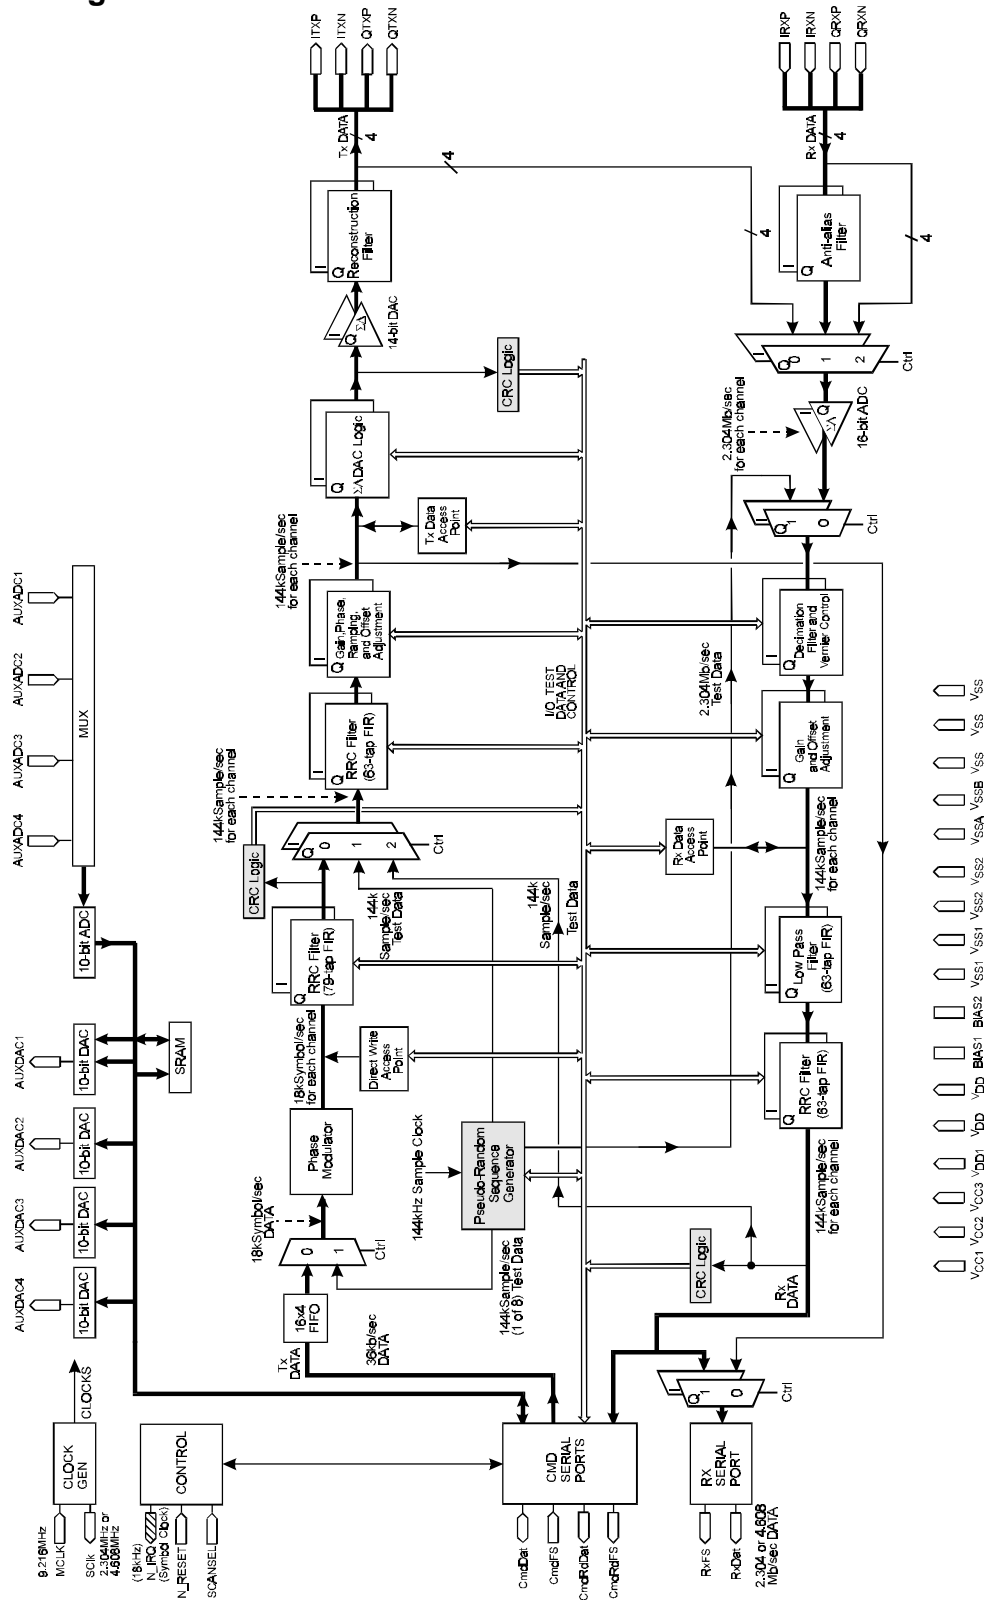 ITXP
ITXN
QTXP
QTXN
Tx DATA
4
4
I
Q
Reconstruction
Filter
I
Q
ΣΔ
14-bit DAC
CRC Logic
I
Q
ΣΔ DAC Logic
144kSample/sec
for each channel
Tx Data
Access
Point
I
Q
Gain, Phase,
Ramping,
and Offset
Adjustment
I
Q
RRC Filter
(63-tap FIR)
144kSample/sec
for each channel
I
Q
0
1
2
Ctrl
CRC Logic
I
Q
RRC Filter
(79-tap FIR)
144k
Sample/sec
Test Data
144k
Sample/sec
Test Data
18kSymbol/sec
for each channel
Direct Write
Access
Point
Phase
Modulator
18kSymbol/sec
DATA
0
1
Ctrl
144kHz Sample Clock
Pseudo-Random
Sequence
Generator
144kSample/sec
(1 of 8) Test Data
16x4
FIFO
Tx
DATA
36kb/sec
DATA
IRXP
IRXN
QRXP
QRXN
Rx DATA
4
4
4
I
Q
Anti-alias
Filter
I
Q
0
1
2
Ctrl
I
Q
ΣΔ
16-bit ADC
2.304Mb/sec
for each channel
I
Q
1
0
Ctrl
I
Q
Decimation
Filter and
Vernier Control
2.304Mb/sec
Test Data
I/O, TEST
DATA AND
CONTROL
I
Q
Gain
and Offset
Adjustment
Rx Data
Access
Point
144kSample/sec
for each channel
I
Q
Low Pass
Filter
(63-tap FIR)
I
Q
RRC Filter
(63-tap FIR)
144kSample/sec
for each channel
CRC Logic
Rx
DATA
I
Q
1
0
Ctrl
RX
SERIAL
PORT
RxFS
RxDat
2.304 or 4.608
Mb/sec DATA
CMD
SERIAL
PORTS
CmdDat
CmdFS
CmdRdDat
CmdRdFS
AUXADC1
AUXADC2
AUXADC3
AUXADC4
MUX
10-bit ADC
SRAM
AUXDAC1
10-bit DAC
AUXDAC2
10-bit DAC
AUXDAC3
10-bit DAC
AUXDAC4
10-bit DAC
CLOCKS
CLOCK
GEN
9.216MHz
MCLK
SClk
2.304MHz or
4.608MHz
CONTROL
(18kHz)
N_IRQ
(Symbol Clock)
N_RESET
SCANSEL
VSS
VSS
VSS
VSSB
VSSA
VSS2
VSS2
VSS1
VSS1
BIAS2
BIAS1
VDD
VDD
VDD1
VCC3
VCC2
VCC1